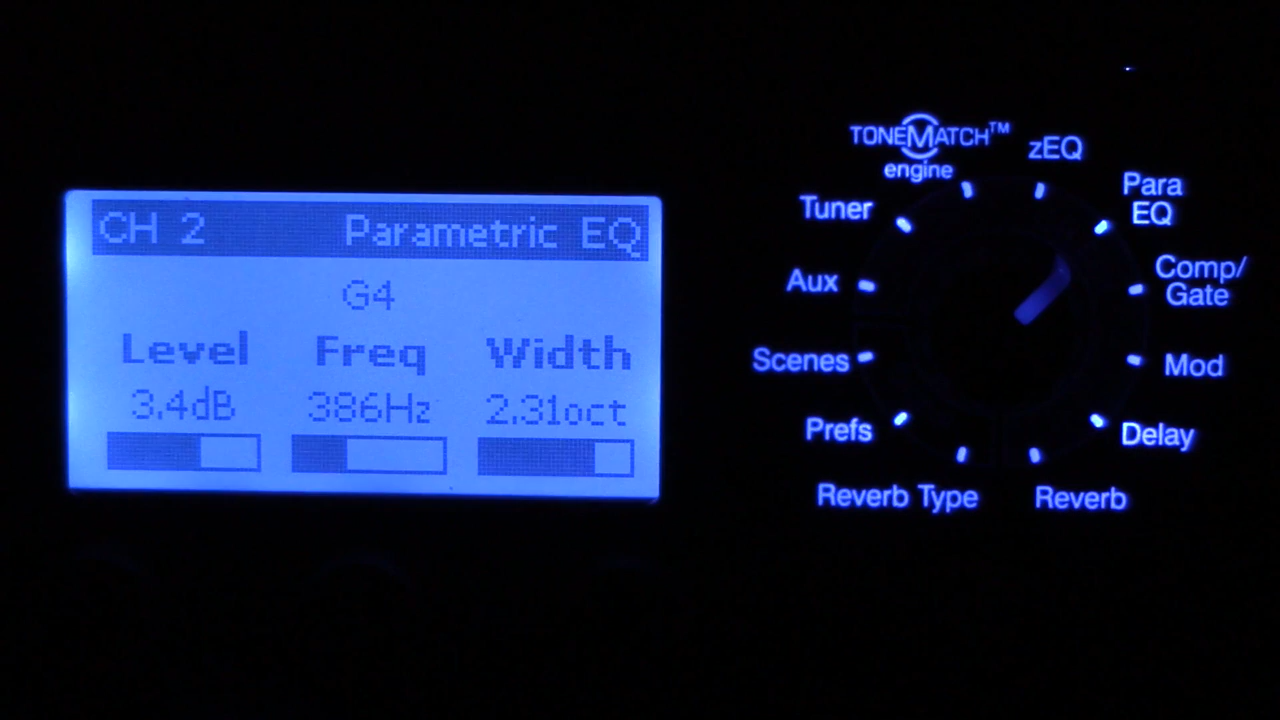 CH 2 Parametric EQ
G4
Level Freq Width
3.4dB 386Hz 2.31oct
TONEMATCH™
engine
zEQ
Para
EQ
Comp/
Gate
Mod
Delay
Reverb
Reverb Type
Prefs
Scenes
Aux
Tuner